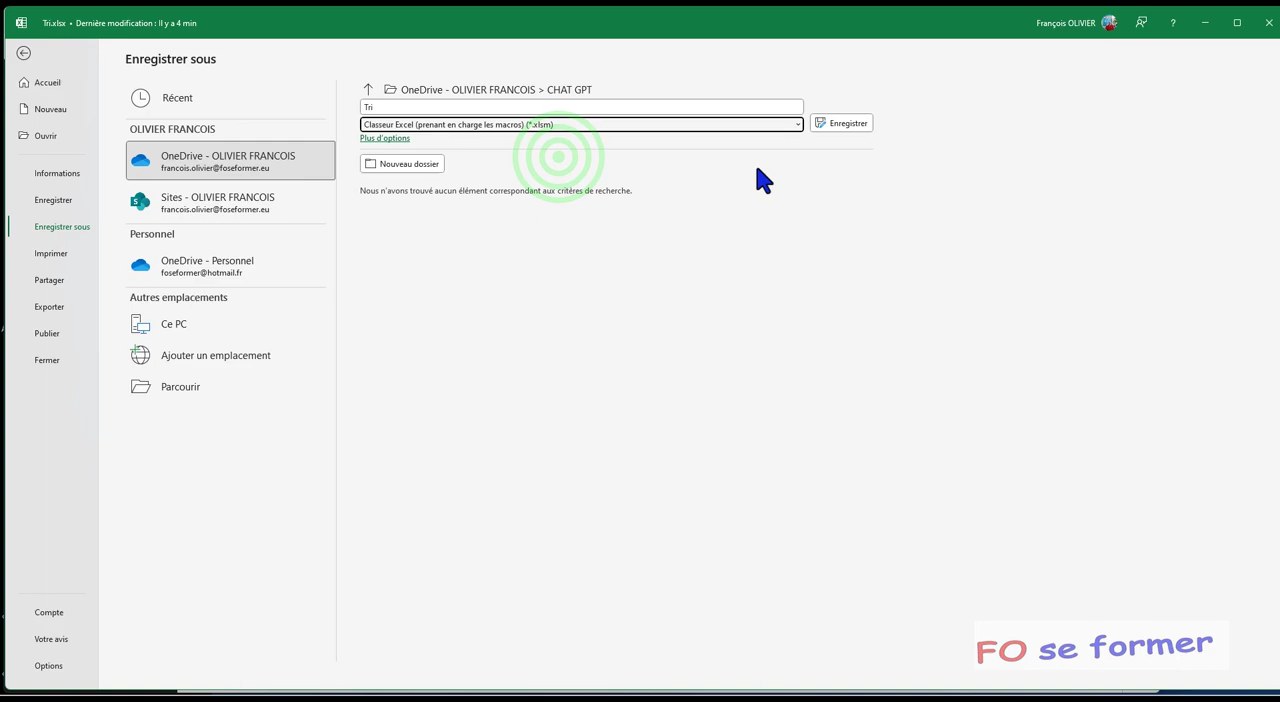 Tri.xlsx • Dernière modification : Il y a 4 min
François OLIVIER
?
Enregistrer sous
Accueil
Nouveau
Ouvrir
Informations
Enregistrer
Enregistrer sous
Imprimer
Partager
Exporter
Publier
Fermer
Compte
Votre avis
Options
Récent
OLIVIER FRANCOIS
OneDrive - OLIVIER FRANCOIS
francois.olivier@foseformer.eu
Sites - OLIVIER FRANCOIS
francois.olivier@foseformer.eu
Personnel
OneDrive - Personnel
foseformer@hotmail.fr
Autres emplacements
Ce PC
Ajouter un emplacement
Parcourir
OneDrive - OLIVIER FRANCOIS > CHAT GPT
Tri
Classeur Excel (prenant en charge les macros) (*.xlsm)
Enregistrer
Plus d'options
Nouveau dossier
Nous n'avons trouvé aucun élément correspondant aux critères de recherche.
FO se former